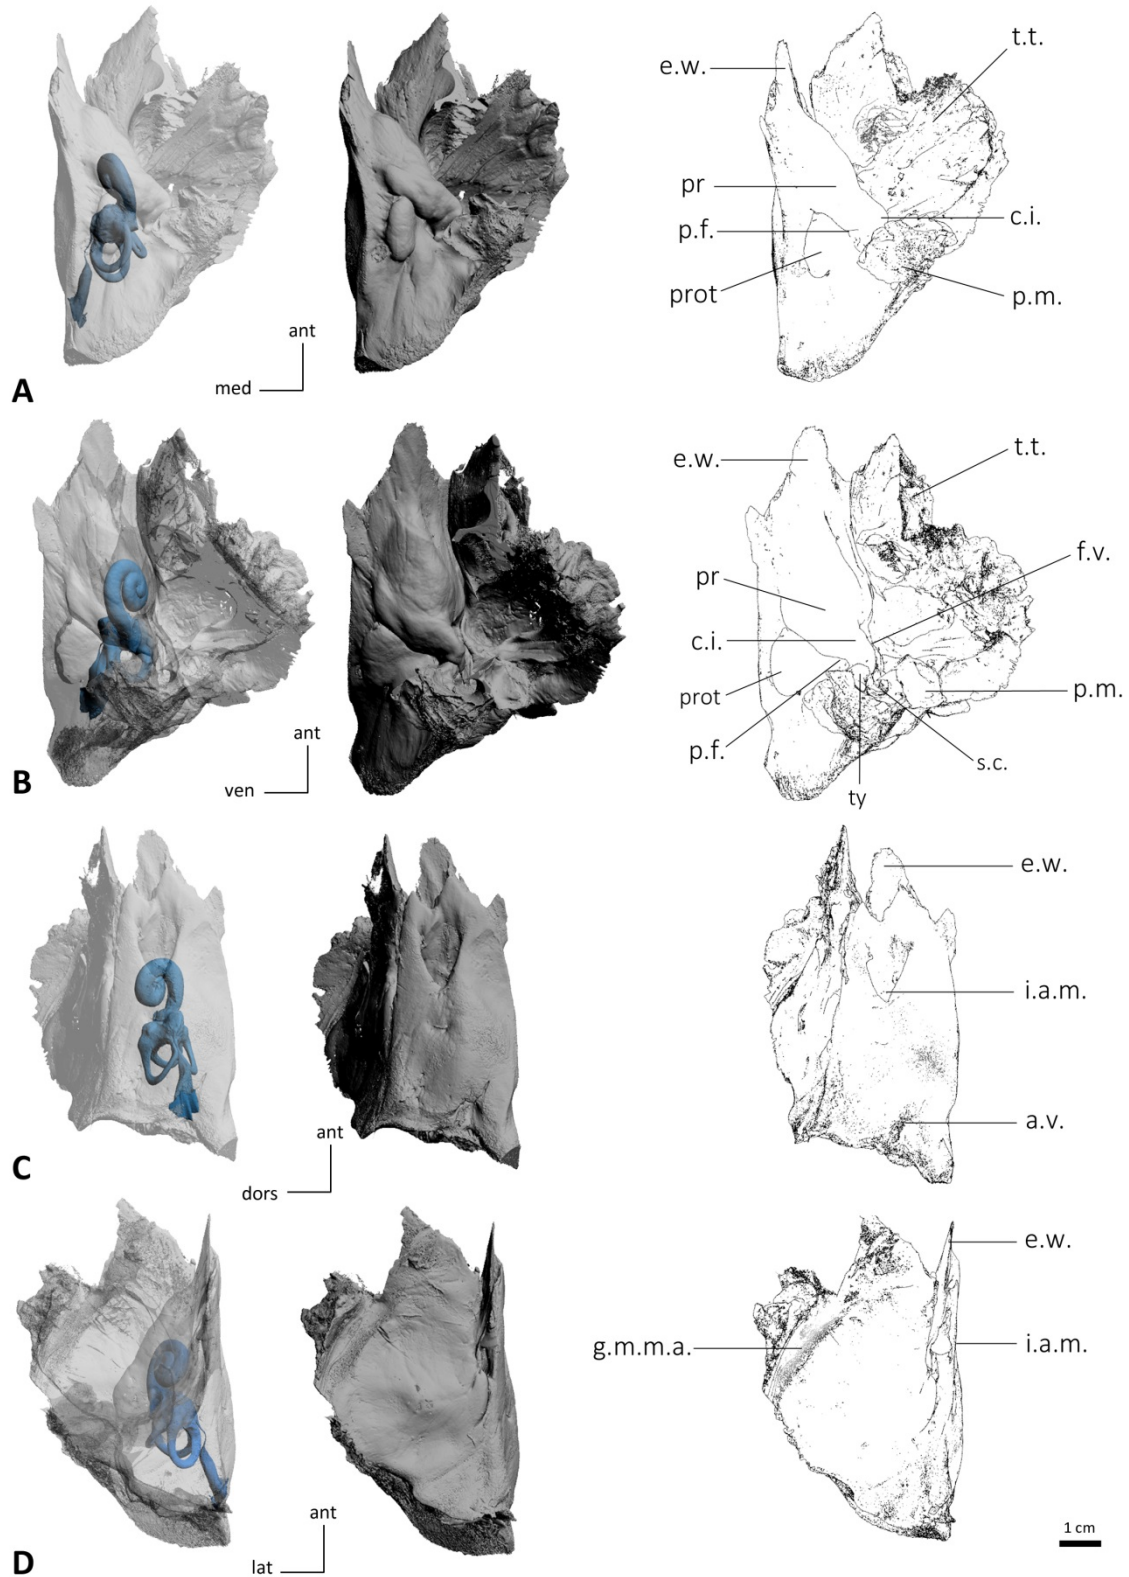 t.t.
e.w.
pr
p.f.
c.i.
prot
p.m.
ant
med
A
e.w.
t.t.
f.v.
pr
c.i.
prot
p.m.
p.f.
s.c.
ty
ant
ven
B
e.w.
i.a.m.
a.v.
ant
dors
C
e.w.
g.m.m.a.
i.a.m.
1 cm
ant
lat
D